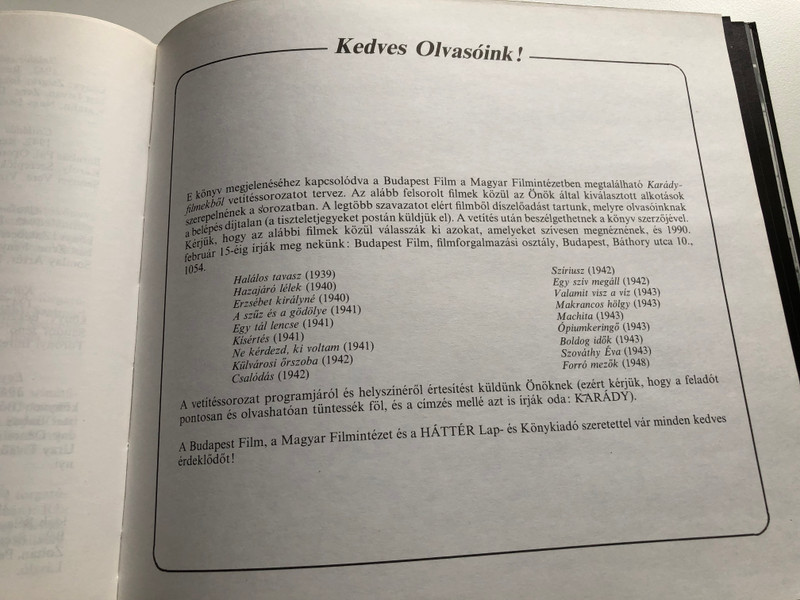 Kedves Olvasóink!
E könyv megjelenéséhez kapcsolódva a Budapest Film a Magyar Filmintézetben megtalálható Karády-
filmekből vetítéssorozatot tervez. Az alább felsorolt filmek közül az Önök által kiválasztott alkotások
szerepelnének a sorozatban. A legtöbb szavazatot elért filmből díszelőadást tartunk, melyre olvasóinknak
a belépés díjtalan (a tiszteletjegyeket postán küldjük el). A vetítés után beszélgethetnek a könyv szerzőjével.
Kérjük, hogy az alábbi filmek közül válasszák ki azokat, amelyeket szívesen megnéznének, és 1990.
február 15-éig írják meg nekünk: Budapest Film, filmforgalmazási osztály, Budapest, Báthory utca 10.,
1054.
Halálos tavasz (1939)
Hazajáró lélek (1940)
Erzsébet királyné (1940)
A szűz és a gödölye (1941)
Egy tál lencse (1941)
Kísértés (1941)
Ne kérdezd, ki voltam (1941)
Külvárosi őrszoba (1942)
Csalódás (1942)
Szíriusz (1942)
Egy szív megáll (1942)
Valamit visz a víz (1943)
Makrancos hölgy (1943)
Machita (1943)
Ópiumkeringő (1943)
Boldog idők (1943)
Szováthy Éva (1943)
Forró mezők (1948)
A vetítéssorozat programjáról és helyszínéről értesítést küldünk Önöknek (ezért kérjük, hogy a feladót
pontosan és olvashatóan tüntessék föl, és a címzés mellé azt is írják oda: KARÁDY).
A Budapest Film, a Magyar Filmintézet és a HÁTTÉR Lap- és Könykiadó szeretettel vár minden kedves
érdeklődőt!